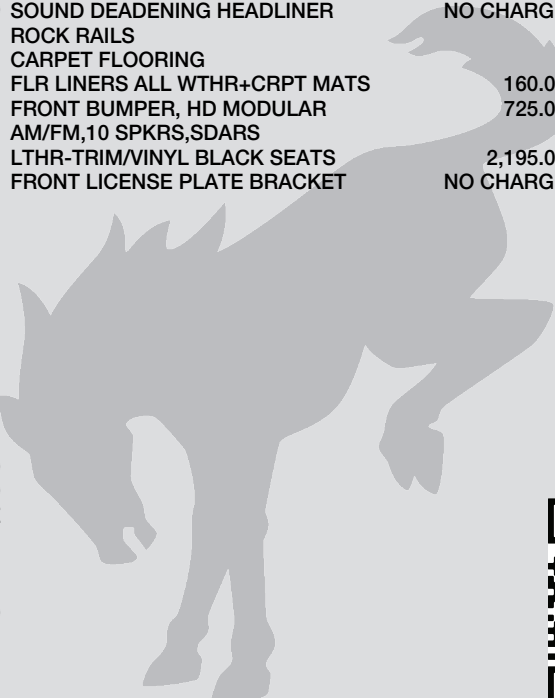 SOUND DEADENING HEADLINER NO CHARG
ROCK RAILS
CARPET FLOORING
FLR LINERS ALL WTHR+CRPT MATS 160.0
FRONT BUMPER, HD MODULAR 725.0
AM/FM,10 SPKRS,SDARS
LTHR-TRIM/VINYL BLACK SEATS 2,195.0
FRONT LICENSE PLATE BRACKET NO CHARG